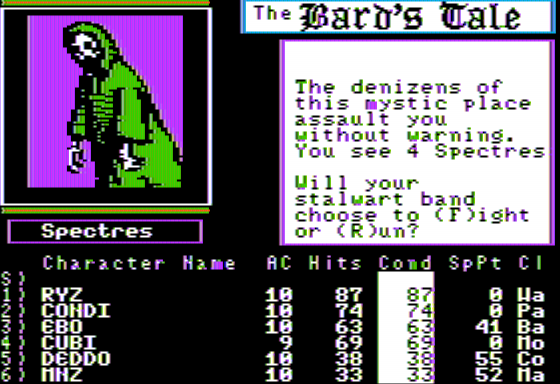 The Bard's Tale
The denizens of
this mystic place
assault you
without warning.
You see 4 Spectres
Will your
stalwart band
choose to (F)ight
or (R)un?
Spectres
Character Name AC Hits Cond SpPt Cl
S)
1) RYZ 10 87 87 0 Wa
2) CONDI 10 74 74 0 Pa
3) EBO 10 63 63 41 Ba
4) CUBI 9 69 69 0 Mo
5) DEDDO 10 38 38 55 Co
6) MNZ 10 33 33 52 Ma